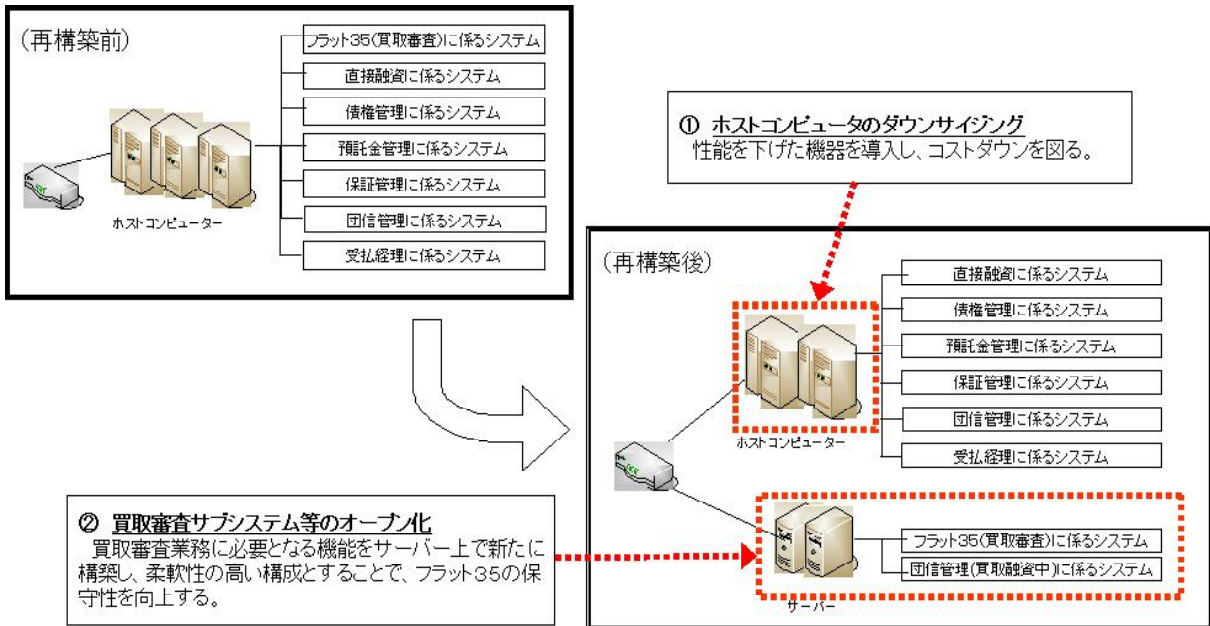 (再構築前)
フラット35(買取審査)に係るシステム
直接融資に係るシステム
債権管理に係るシステム
預託金管理に係るシステム
保証管理に係るシステム
団信管理に係るシステム
受払経理に係るシステム
ホストコンピューター
① ホストコンピュータのダウンサイジング
性能を下げた機器を導入し、コストダウンを図る。
(再構築後)
直接融資に係るシステム
債権管理に係るシステム
預託金管理に係るシステム
保証管理に係るシステム
団信管理に係るシステム
受払経理に係るシステム
ホストコンピューター
② 買取審査サブシステム等のオープン化
買取審査業務に必要となる機能をサーバー上で新たに
構築し、柔軟性の高い構成とすることで、フラット35の保
守性を向上する。
フラット35(買取審査)に係るシステム
団信管理(買取融資中)に係るシステム
サーバー